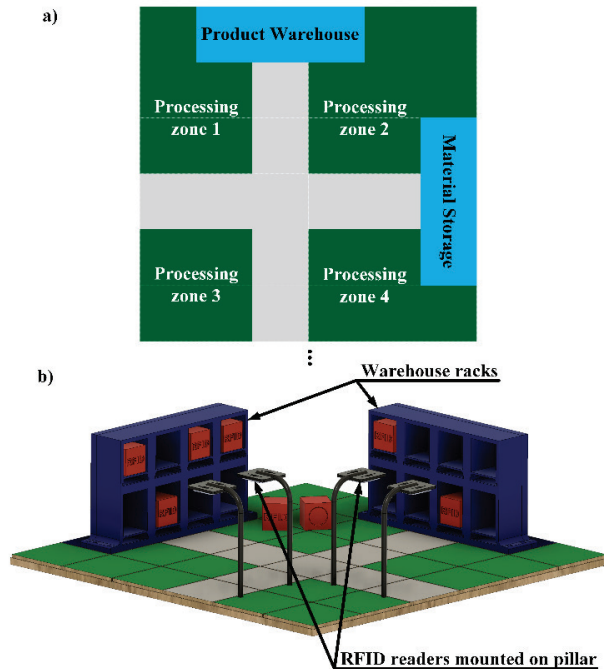 a)
Product Warehouse
Processing
zone 1
Processing
zone 2
Material Storage
Processing
zone 3
Processing
zone 4
...
b)
Warehouse racks
RFID readers mounted on pillar